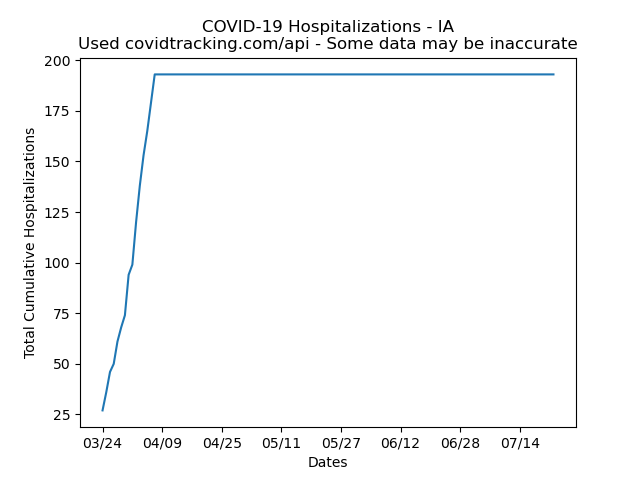 COVID-19 Hospitalizations - IA
Used covidtracking.com/api - Some data may be inaccurate
Total Cumulative Hospitalizations
200
175
150
125
100
75
50
25
03/24 04/09 04/25 05/11 05/27 06/12 06/28 07/14
Dates